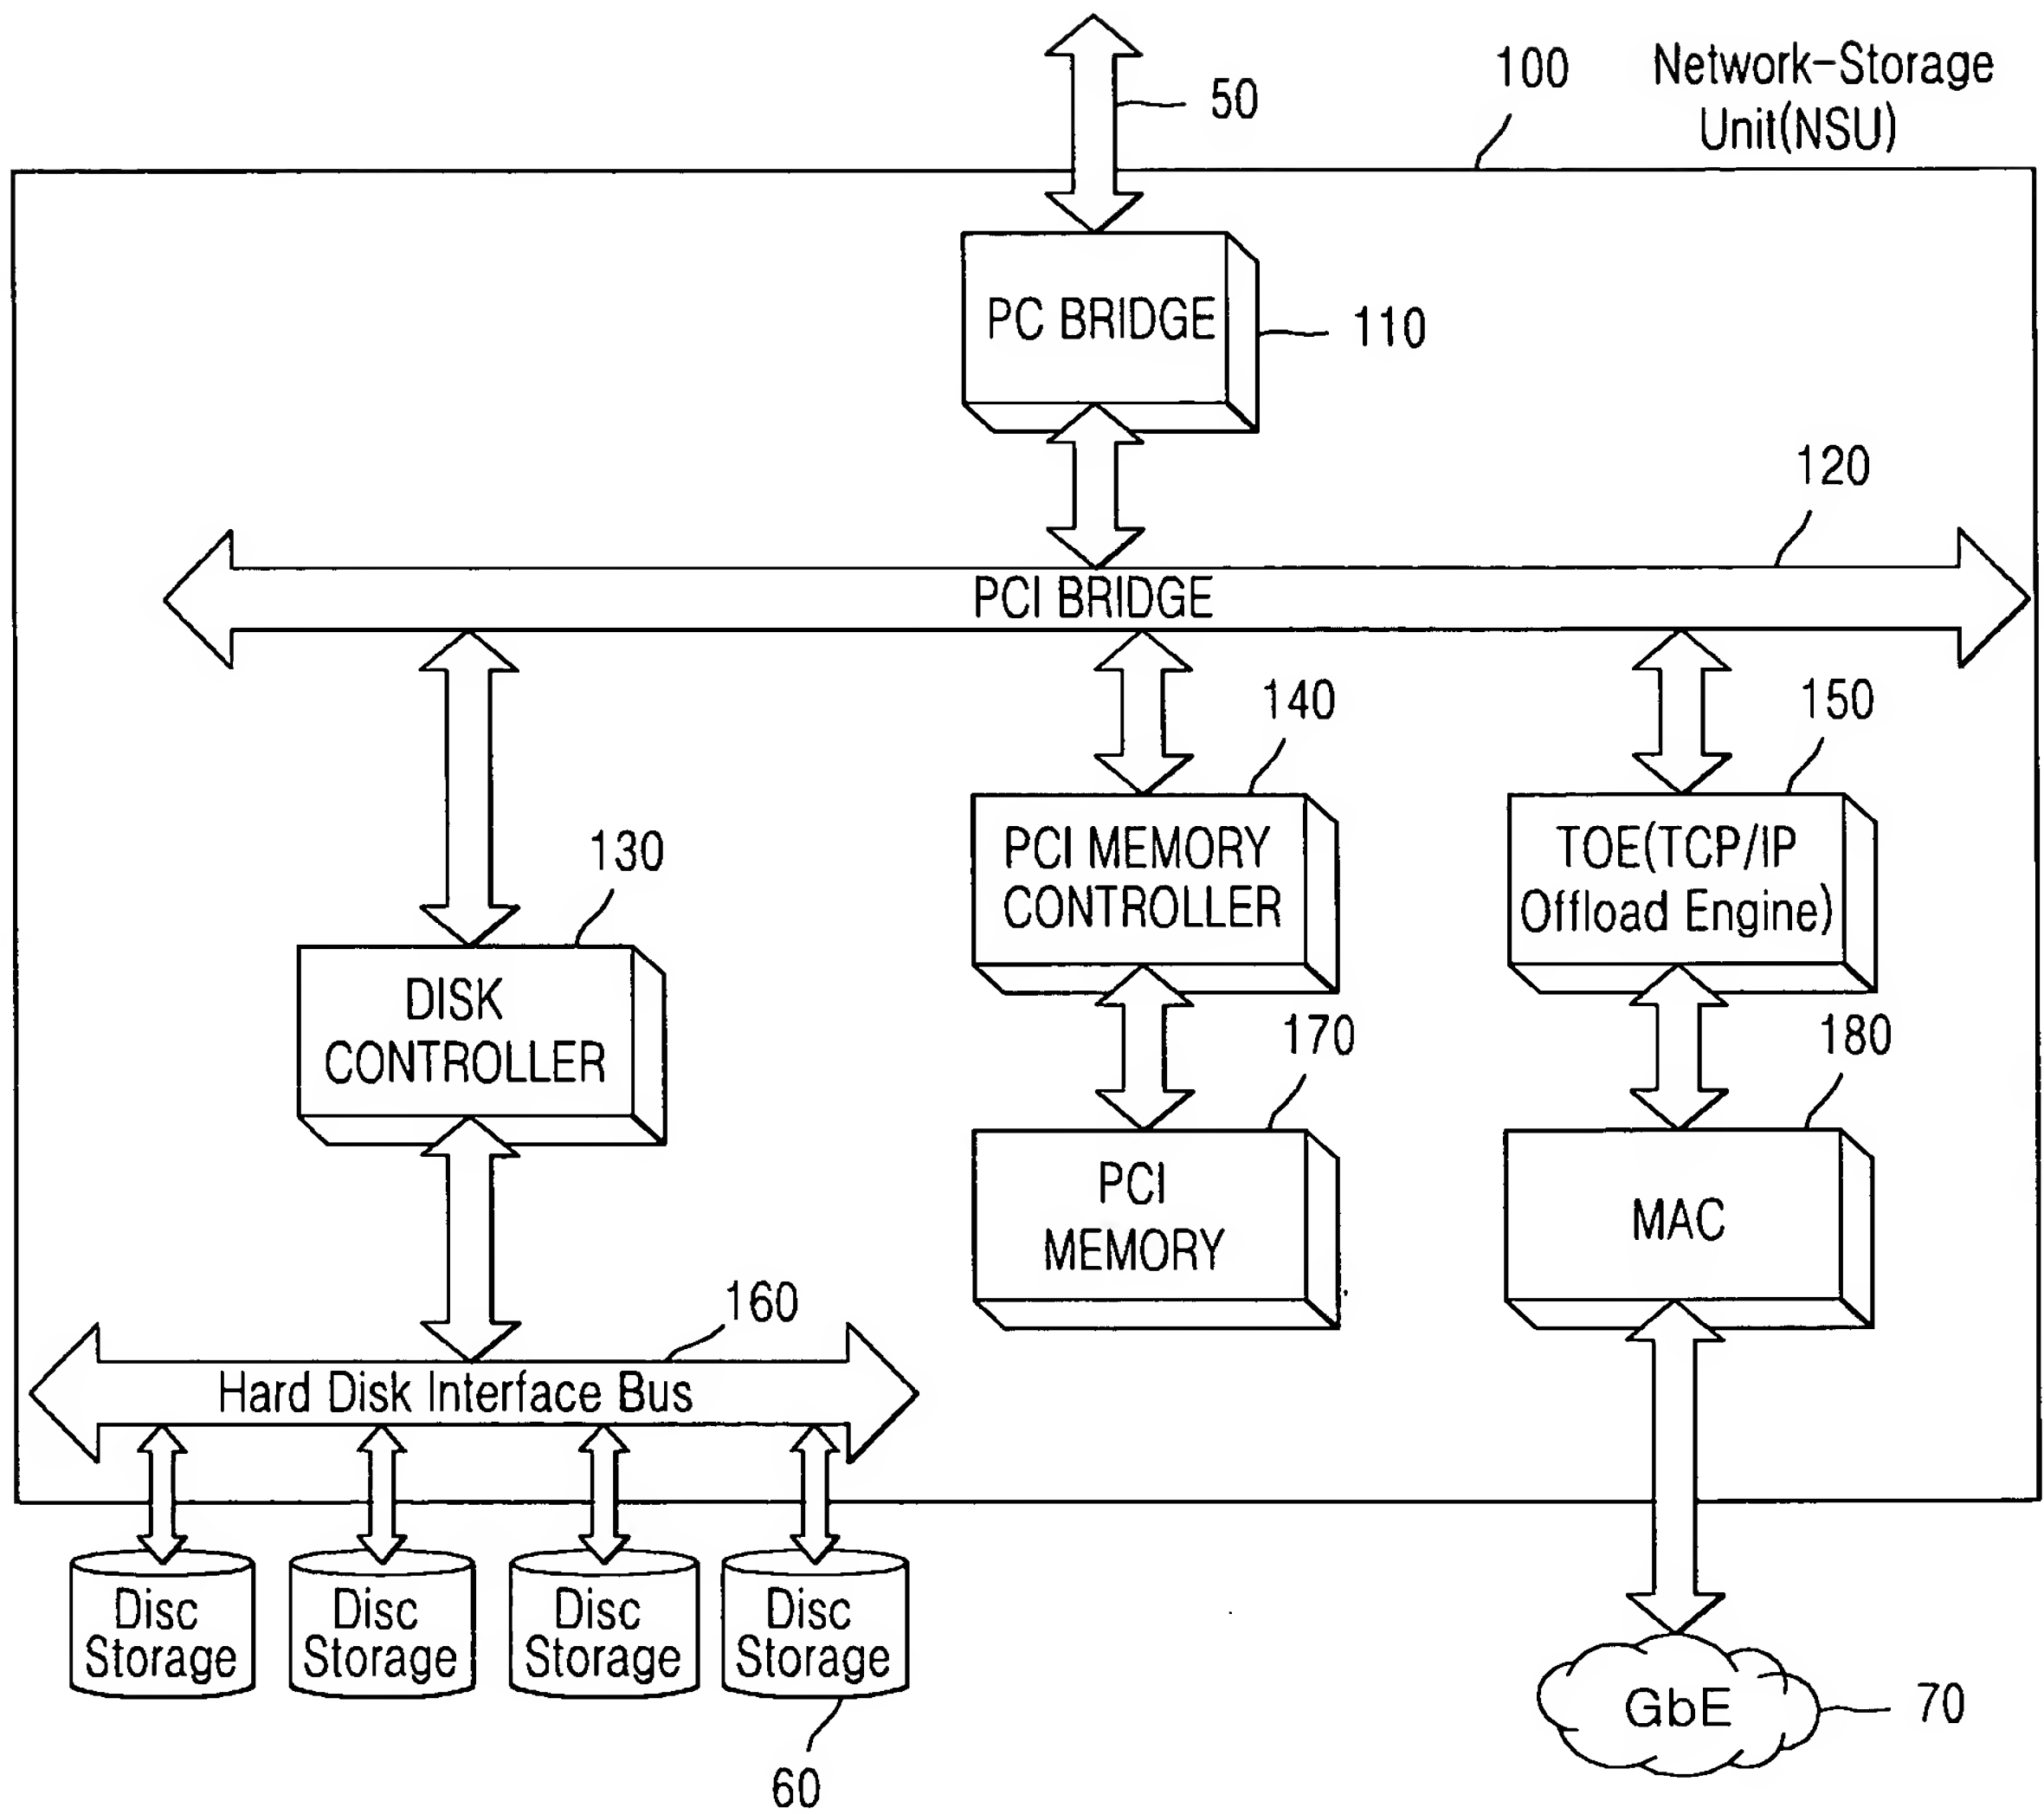 100
Network-Storage
Unit(NSU)
50
PC BRIDGE
110
120
PCI BRIDGE
140
150
130
PCI MEMORY
CONTROLLER
TOE(TCP/IP
Offload Engine)
DISK
CONTROLLER
170
180
PCI
MEMORY
MAC
160
Hard Disk Interface Bus
Disc
Storage
Disc
Storage
Disc
Storage
Disc
Storage
GbE
70
60